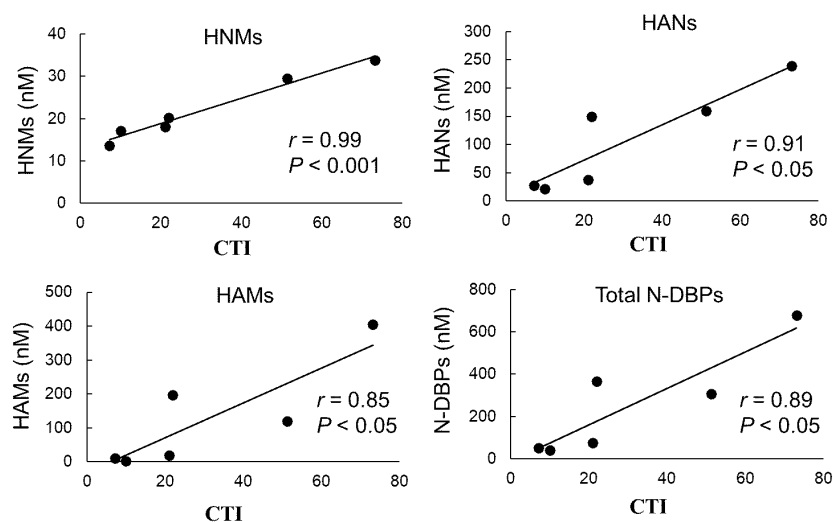 HNMs
HNMs (nM)
40
30
20
10
0
r = 0.99
P < 0.001
0 20 40 60 80
CTI
HANs
HANs (nM)
300
250
200
150
100
50
0
r = 0.91
P < 0.05
0 20 40 60 80
CTI
HAMs
HAMs (nM)
500
400
300
200
100
0
r = 0.85
P < 0.05
0 20 40 60 80
CTI
Total N-DBPs
N-DBPs (nM)
800
600
400
200
0
r = 0.89
P < 0.05
0 20 40 60 80
CTI